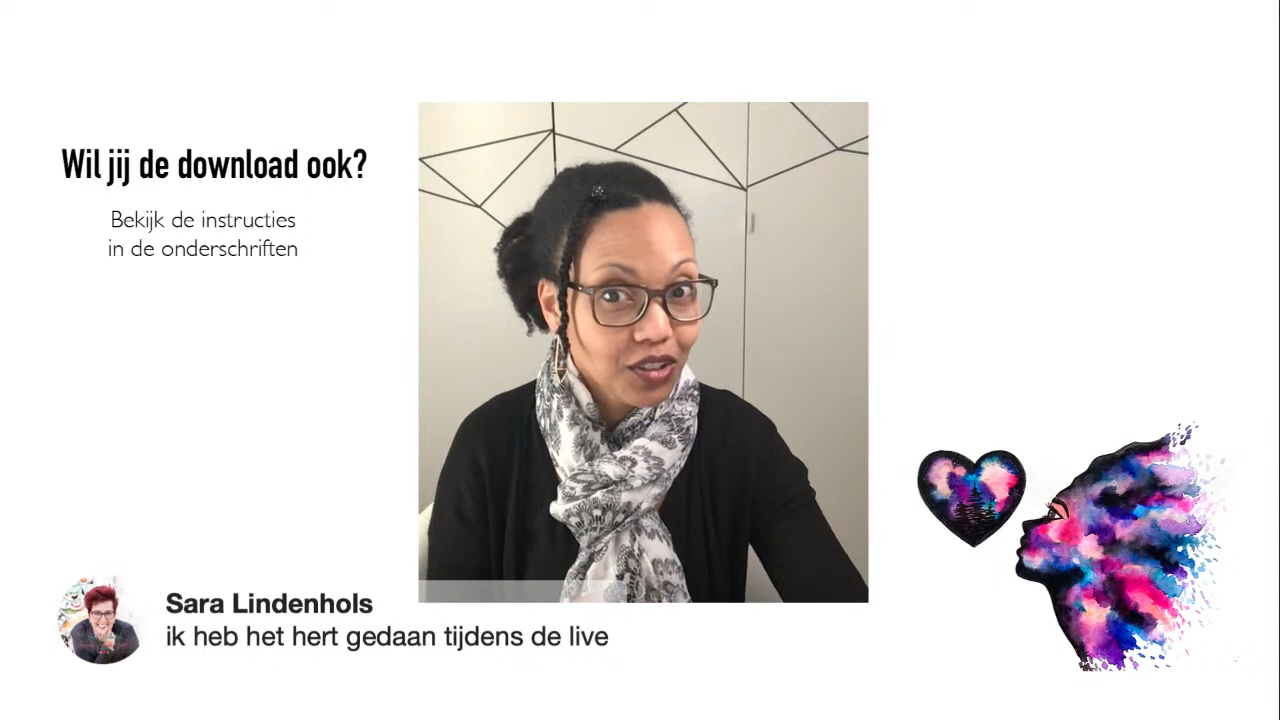 Wil jij de download ook?
Bekijk de instructies
in de onderschriften
Sara Lindenhols
ik heb het hert gedaan tijdens de live